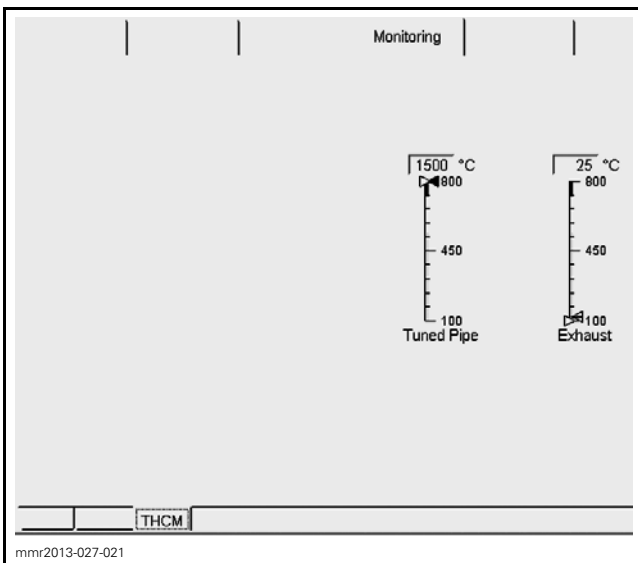 Monitoring
1500 °C 25 °C
800 800
450 450
100 100
Tuned Pipe Exhaust
THCM
mmr2013-027-021